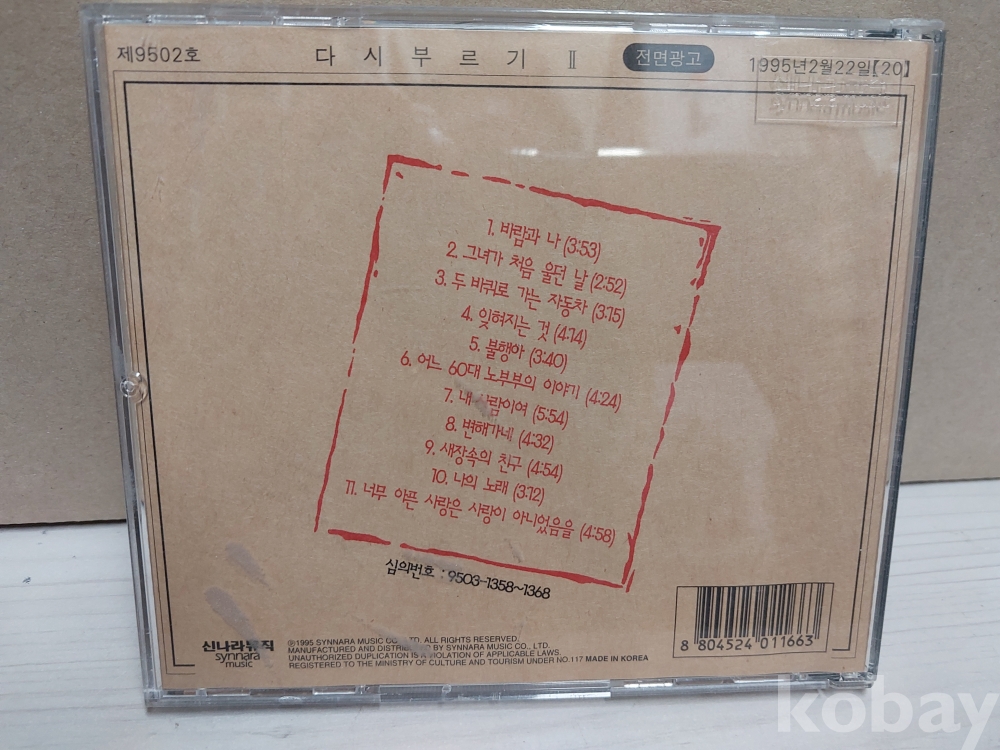 제9502호 다 시 부 르 기 Ⅱ 전면광고 1995년2월22일【20】
1. 바람과 나 (3:53)
2. 그녀가 처음 울던 날 (2:52)
3. 두 바퀴로 가는 자동차 (3:15)
4. 잊혀지는 것 (4:14)
5. 불행아 (3:40)
6. 어느 60대 노부부의 이야기 (4:24)
7. 내 사람이여 (5:54)
8. 변해가네 (4:32)
9. 새장속의 친구 (4:54)
10. 나의 노래 (3:12)
11. 너무 아픈 사랑은 사랑이 아니었음을 (4:58)
심의번호 : 9503-1358~1368
신나라뮤직
synnara
music
℗1995 SYNNARA MUSIC CO., LTD. ALL RIGHTS RESERVED.
MANUFACTURED AND DISTRIBUTED BY SYNNARA MUSIC CO., LTD.
UNAUTHORIZED DUPLICATION IS A VIOLATION OF APPLICABLE LAWS.
REGISTERED TO THE MINISTRY OF CULTURE AND TOURISM UNDER NO.117 MADE IN KOREA
8 804524 011663
kobay